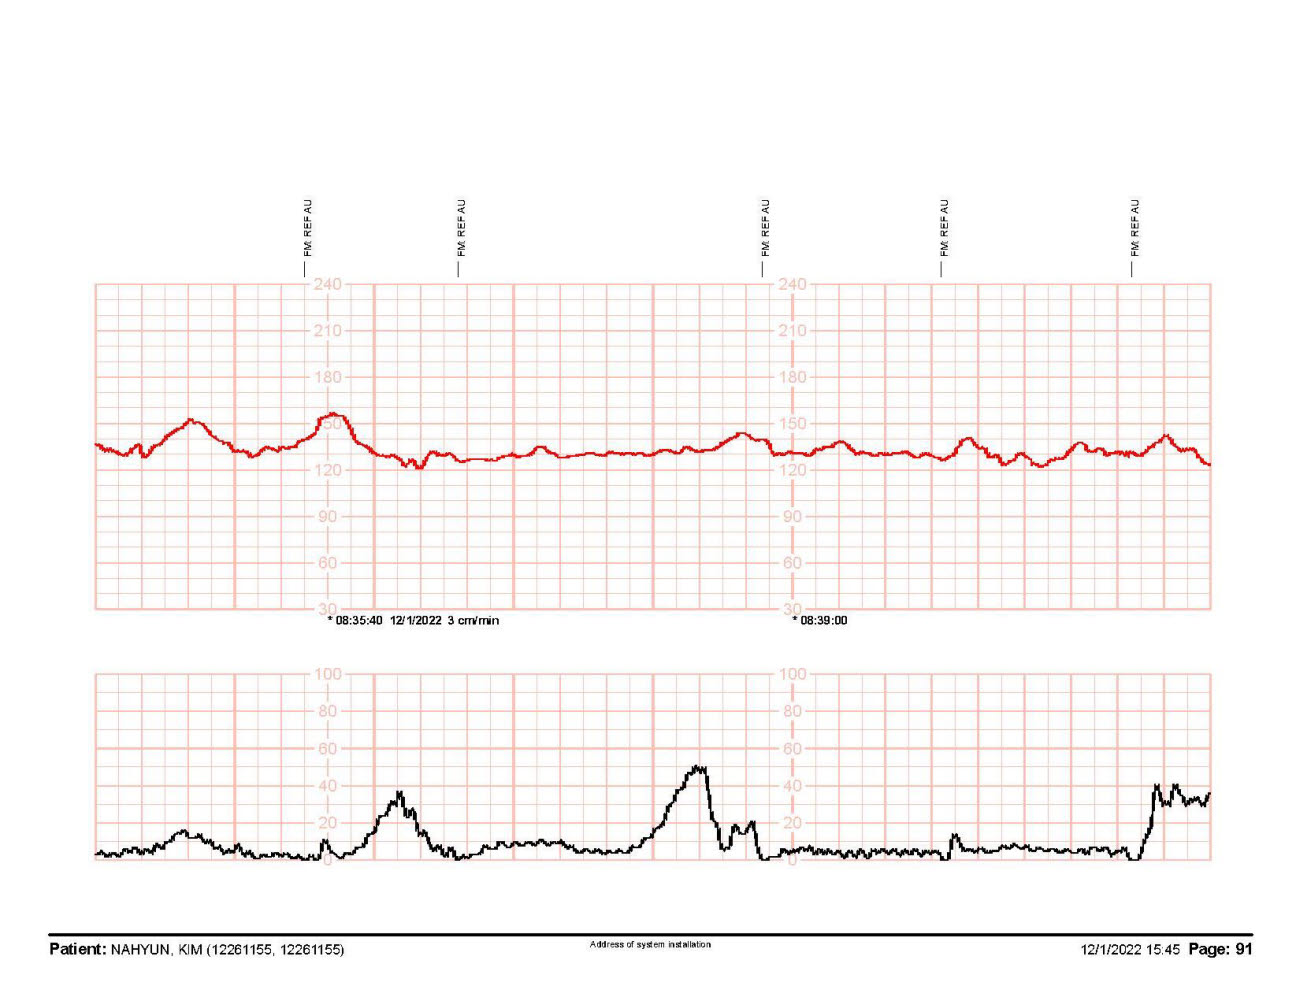 FM: REF AU
FM: REF AU
FM: REF AU
FM: REF AU
FM: REF AU
240 240
210 210
180 180
150 150
120 120
90 90
60 60
30 30
* 08:35:40 12/1/2022 3 cm/min * 08:39:00
100 100
80 80
60 60
40 40
20 20
0 0
Patient: NAHYUN, KIM (12261155, 12261155) Address of system installation 12/1/2022 15:45 Page: 91